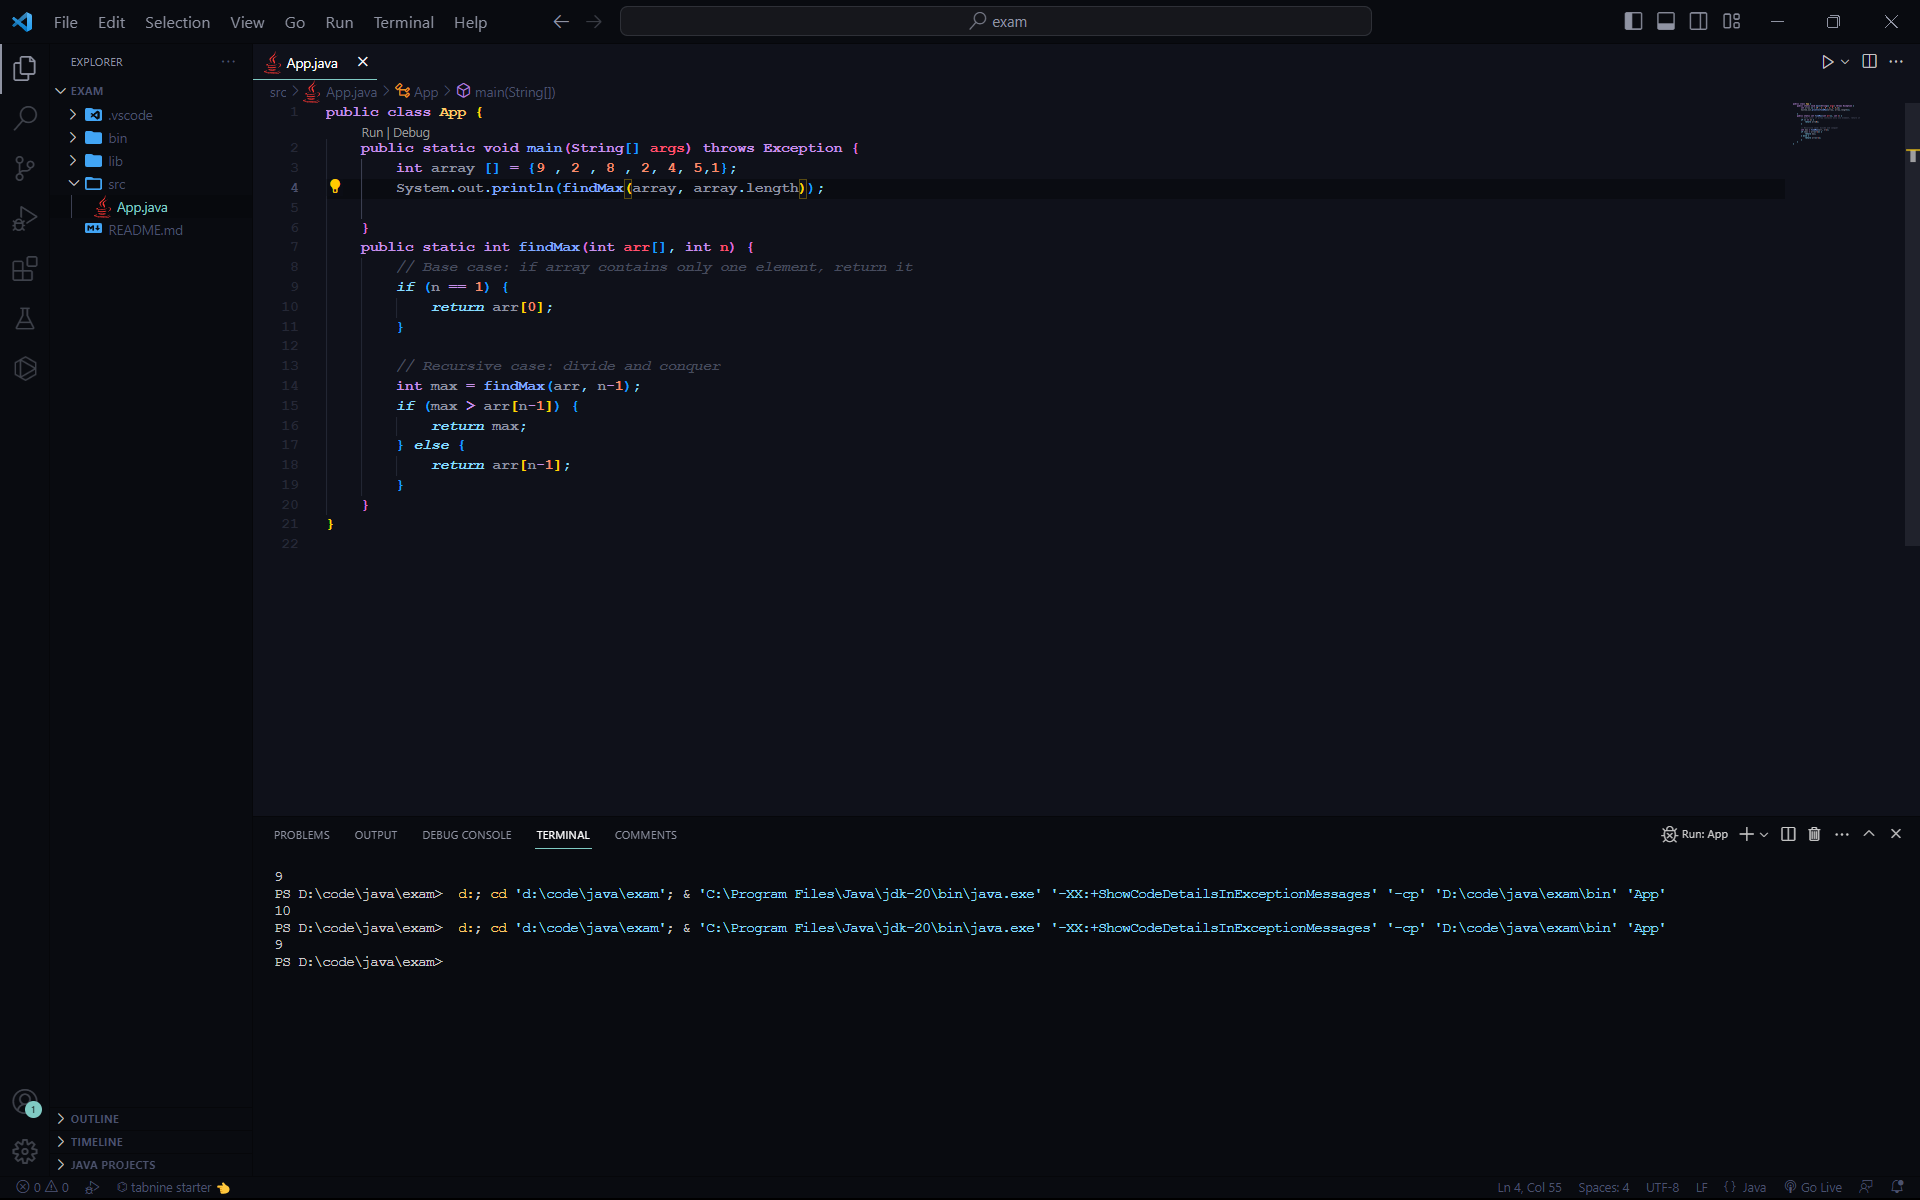 File Edit Selection View Go Run Terminal Help
exam
EXPLORER
EXAM
.vscode
bin
lib
src
App.java
README.md
App.java
src > App.java > App > main(String[])
1 public class App {
Run | Debug
2 public static void main(String[] args) throws Exception {
3 int array [] = {9 , 2 , 8 , 2, 4, 5,1};
4 System.out.println(findMax(array, array.length));
5
6 }
7 public static int findMax(int arr[], int n) {
8 // Base case: if array contains only one element, return it
9 if (n == 1) {
10 return arr[0];
11 }
12
13 // Recursive case: divide and conquer
14 int max = findMax(arr, n-1);
15 if (max > arr[n-1]) {
16 return max;
17 } else {
18 return arr[n-1];
19 }
20 }
21 }
22
PROBLEMS OUTPUT DEBUG CONSOLE TERMINAL COMMENTS
Run: App
9
PS D:\code\java\exam> d:; cd 'd:\code\java\exam'; & 'C:\Program Files\Java\jdk-20\bin\java.exe' '-XX:+ShowCodeDetailsInExceptionMessages' '-cp' 'D:\code\java\exam\bin' 'App'
10
PS D:\code\java\exam> d:; cd 'd:\code\java\exam'; & 'C:\Program Files\Java\jdk-20\bin\java.exe' '-XX:+ShowCodeDetailsInExceptionMessages' '-cp' 'D:\code\java\exam\bin' 'App'
9
PS D:\code\java\exam>
1
OUTLINE
TIMELINE
JAVA PROJECTS
0 0 tabnine starter
Ln 4, Col 55 Spaces: 4 UTF-8 LF {} Java Go Live